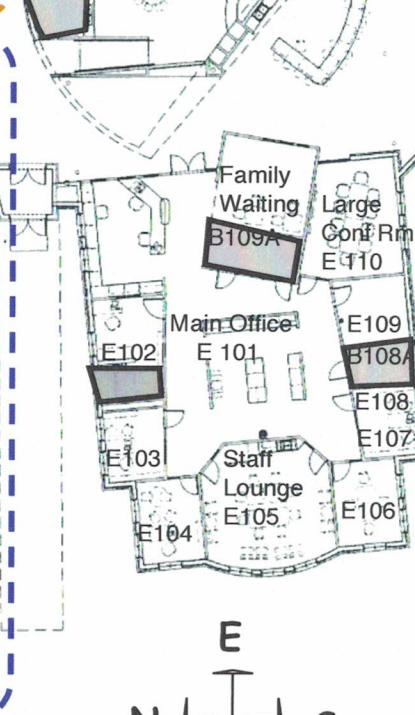 Family
Waiting
B109A
Large
Conf Rm
E 110
Main Office
E 101
E102
E109
B108A
E108
E107
E103
Staff
Lounge
E105
E104
E106
E